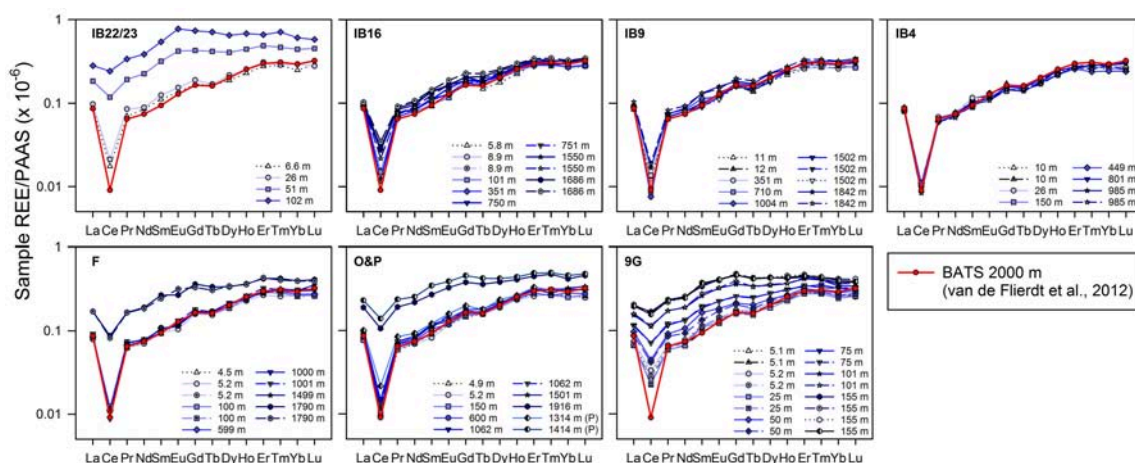 IB22/23
6.6 m
26 m
51 m
102 m
IB16
5.8 m
8.9 m
8.9 m
101 m
351 m
750 m
751 m
1550 m
1550 m
1686 m
1686 m
IB9
11 m
12 m
351 m
710 m
1004 m
1502 m
1502 m
1502 m
1842 m
1842 m
IB4
10 m
10 m
26 m
150 m
449 m
801 m
985 m
985 m
1
0.1
0.01
La Ce Pr Nd Sm Eu Gd Tb Dy Ho Er Tm Yb Lu
La Ce Pr Nd Sm Eu Gd Tb Dy Ho Er Tm Yb Lu
La Ce Pr Nd Sm Eu Gd Tb Dy Ho Er Tm Yb Lu
La Ce Pr Nd Sm Eu Gd Tb Dy Ho Er Tm Yb Lu
Sample REE/PAAS (x 10⁻⁶)
F
4.5 m
5.2 m
5.2 m
100 m
100 m
599 m
1000 m
1001 m
1499 m
1790 m
1790 m
O&P
4.9 m
5.2 m
150 m
600 m
1062 m
1062 m
1501 m
1916 m
1314 m (P)
1414 m (P)
9G
5.1 m
5.1 m
5.2 m
5.2 m
25 m
25 m
50 m
50 m
75 m
75 m
101 m
101 m
155 m
155 m
155 m
155 m
BATS 2000 m
(van de Flierdt et al., 2012)
1
0.1
0.01
La Ce Pr Nd Sm Eu Gd Tb Dy Ho Er Tm Yb Lu
La Ce Pr Nd Sm Eu Gd Tb Dy Ho Er Tm Yb Lu
La Ce Pr Nd Sm Eu Gd Tb Dy Ho Er Tm Yb Lu